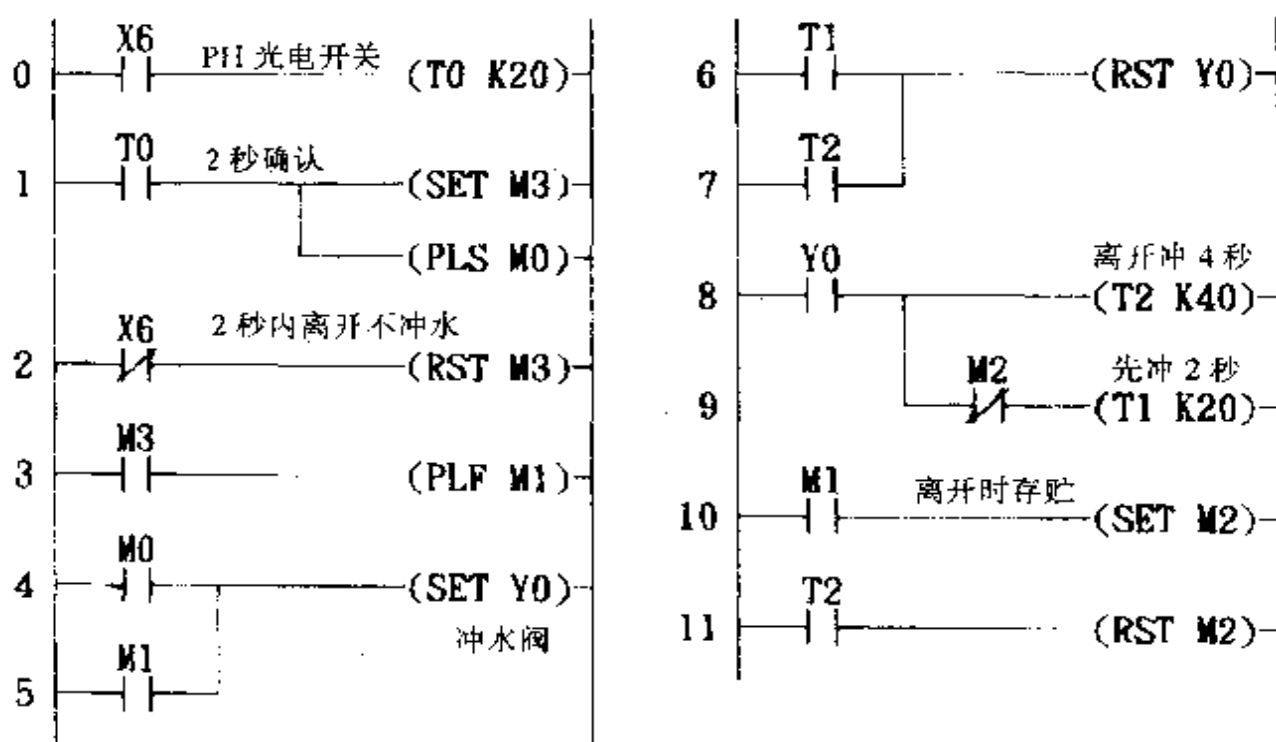 X6
0 PH 光电开关 (T0 K20)
T0
1 2秒确认 (SET M3)
(PLS M0)
X6
2秒内离开不冲水
2 (RST M3)
M3
3 (PLF M1)
M0
4 (SET Y0)
冲水阀
M1
5
T1
6 (RST Y0)
T2
7
Y0
离开冲4秒
8 (T2 K40)
M2
先冲2秒
9 (T1 K20)
M1
离开时存贮
10 (SET M2)
T2
11 (RST M2)